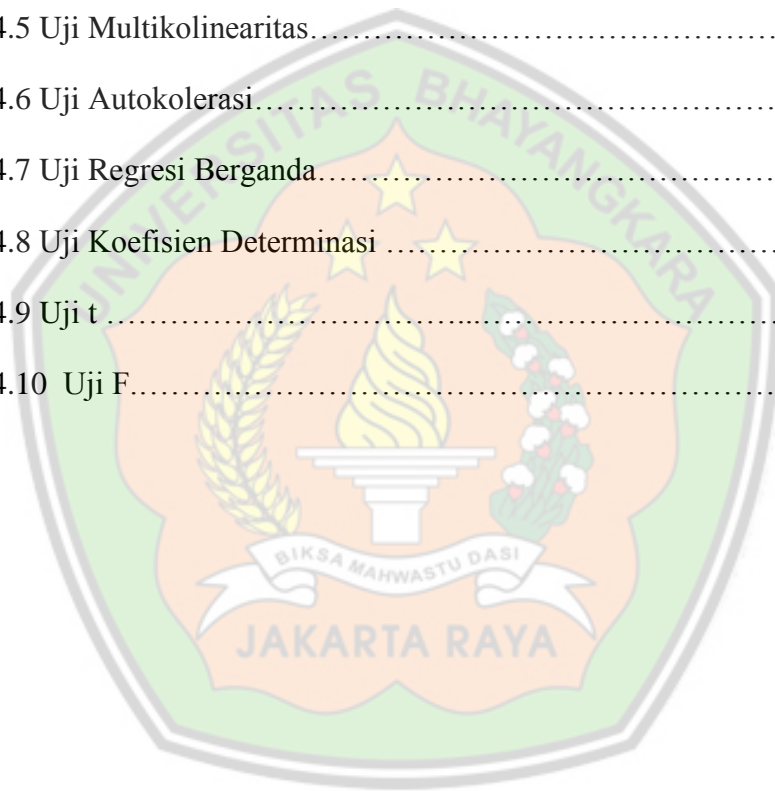 4.5 Uji Multikolinearitas…………………………………………
4.6 Uji Autokolerasi………………………………………………
4.7 Uji Regresi Berganda…………………………………………
4.8 Uji Koefisien Determinasi ……………………………………
4.9 Uji t …………………………………...…………………………
4.10 Uji F……………………………………………………………
UNIVERSITAS BHAYANGKARA
BIKSA MAHWASTU DASI
JAKARTA RAYA